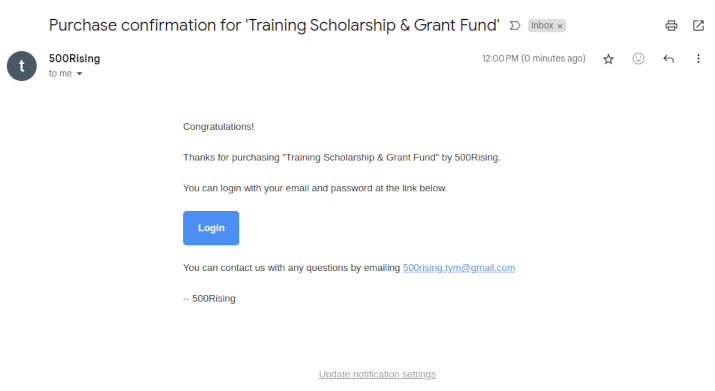 Purchase confirmation for 'Training Scholarship & Grant Fund' Inbox ×
t
500Rising 12:00 PM (0 minutes ago)
to me
Congratulations!
Thanks for purchasing "Training Scholarship & Grant Fund" by 500Rising.
You can login with your email and password at the link below.
Login
You can contact us with any questions by emailing 500rising.tym@gmail.com
-- 500Rising
Update notification settings